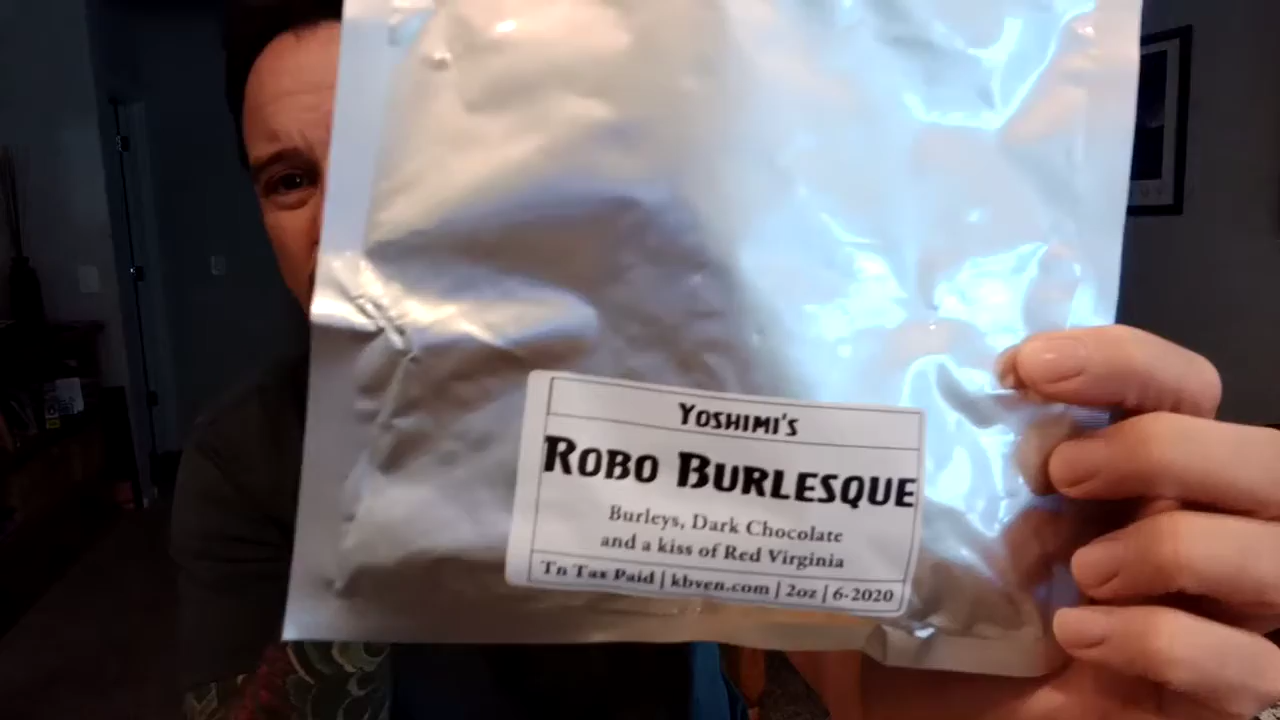 Yoshimi's
Robo Burlesque
Burleys, Dark Chocolate
and a kiss of Red Virginia
Tn Tax Paid | kbven.com | 2oz | 6-2020